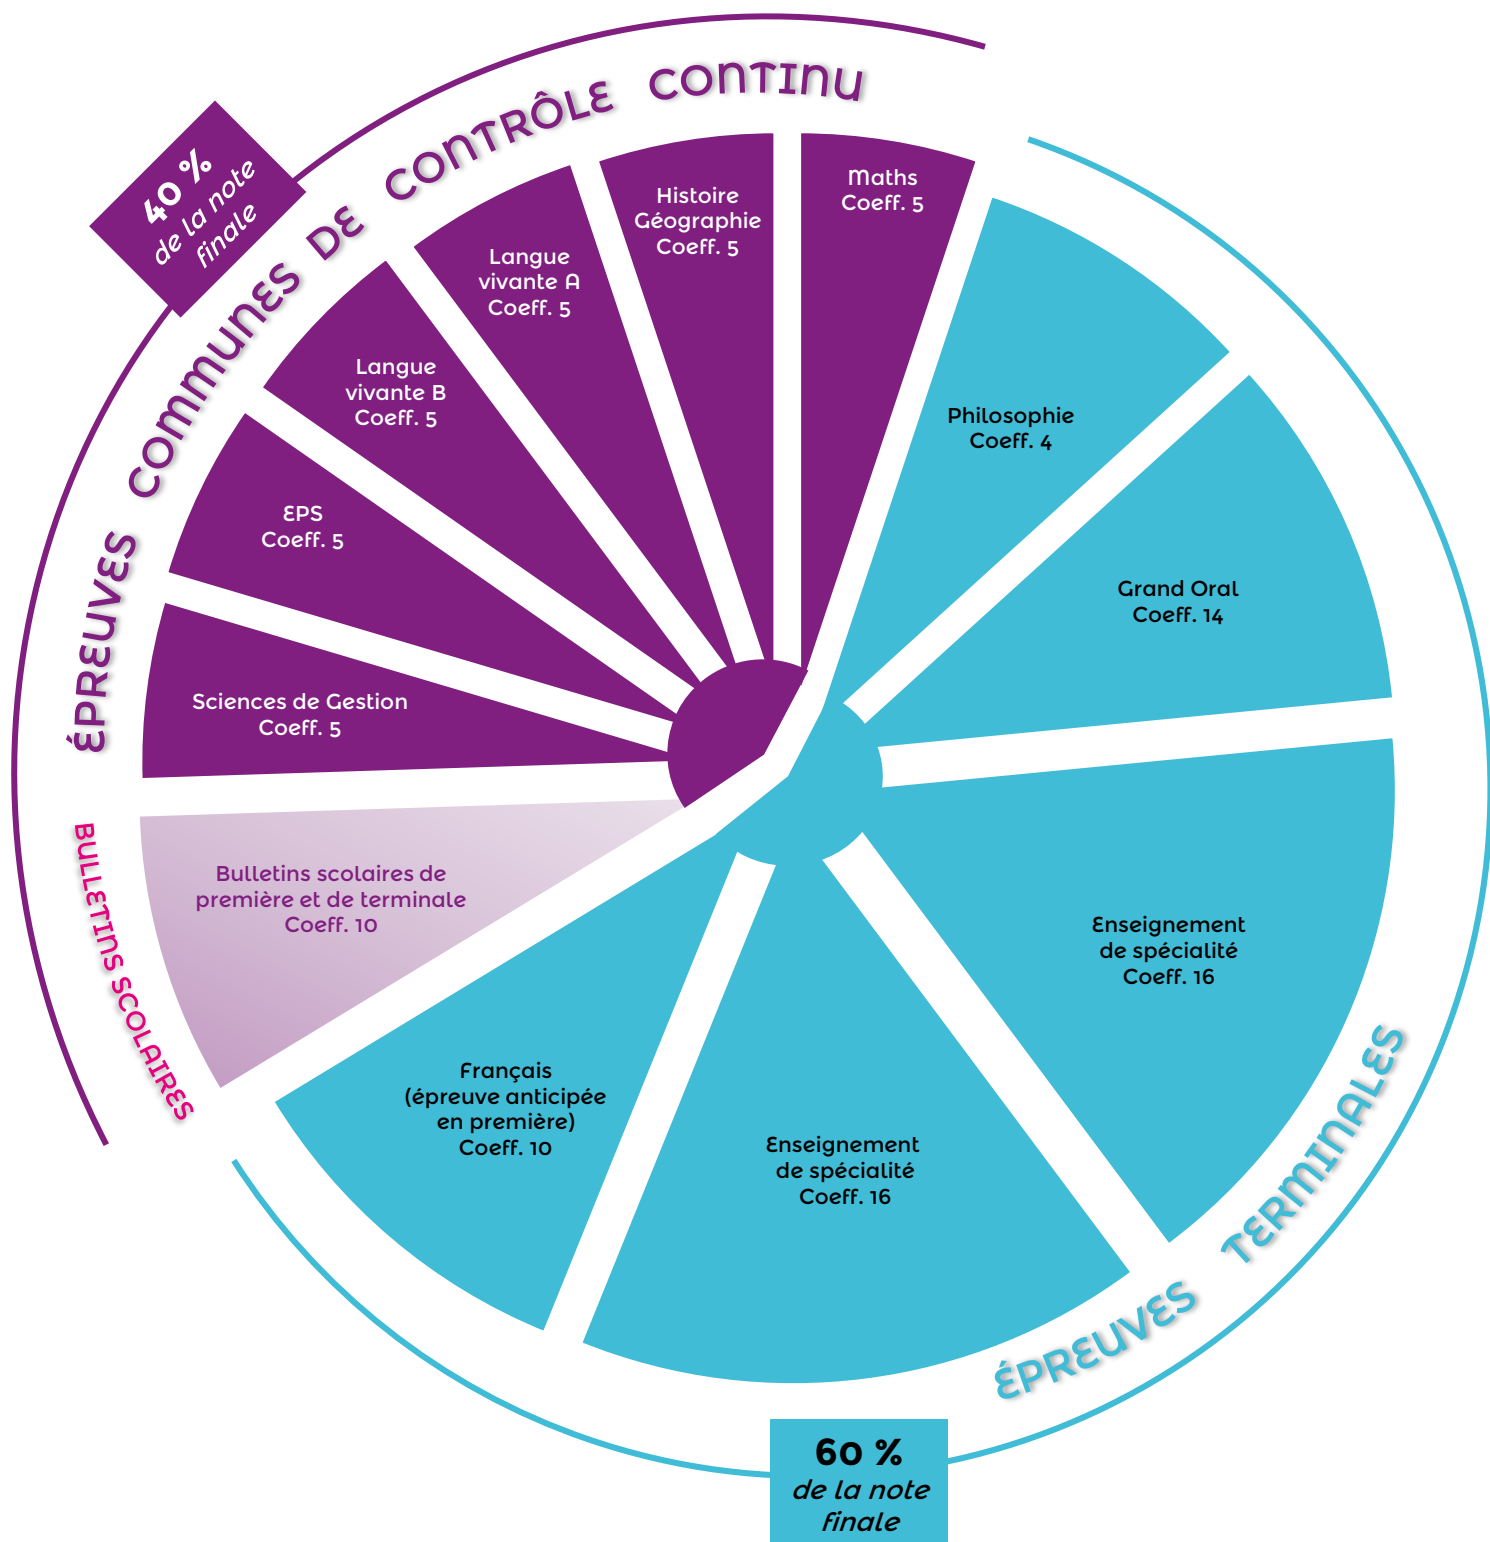 ÉPREUVES COMMUNES DE CONTRÔLE CONTINU
40 %
de la note
finale
Maths
Coeff. 5
Histoire
Géographie
Coeff. 5
Langue
vivante A
Coeff. 5
Langue
vivante B
Coeff. 5
EPS
Coeff. 5
Sciences de Gestion
Coeff. 5
BULLETINS SCOLAIRES
Bulletins scolaires de
première et de terminale
Coeff. 10
Philosophie
Coeff. 4
Grand Oral
Coeff. 14
Enseignement
de spécialité
Coeff. 16
Enseignement
de spécialité
Coeff. 16
Français
(épreuve anticipée
en première)
Coeff. 10
ÉPREUVES TERMINALES
60 %
de la note
finale